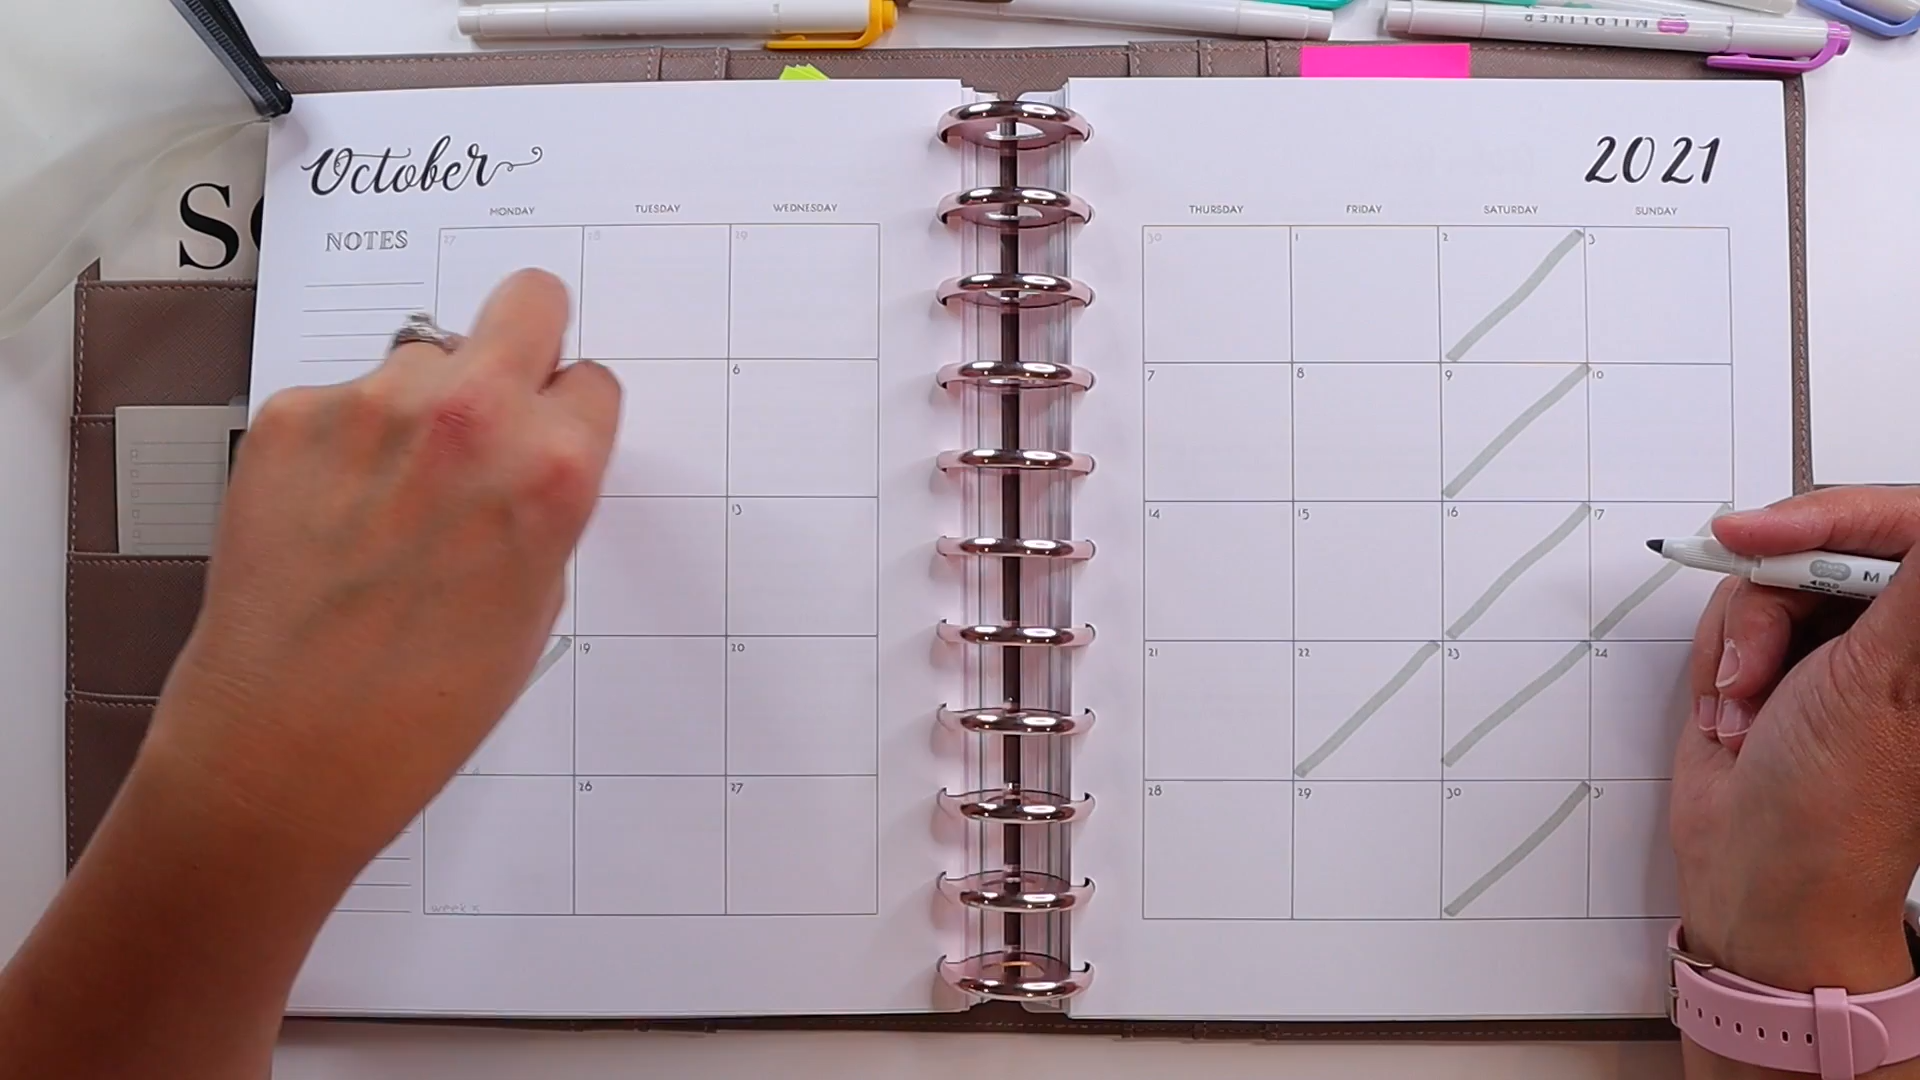 MILDLINER
October
2021
MONDAY TUESDAY WEDNESDAY THURSDAY FRIDAY SATURDAY SUNDAY
NOTES
27 28 29 30 1 2 3
6 7 8 9 10
13 14 15 16 17
19 20 21 22 23 24
26 27 28 29 30 31
week 5